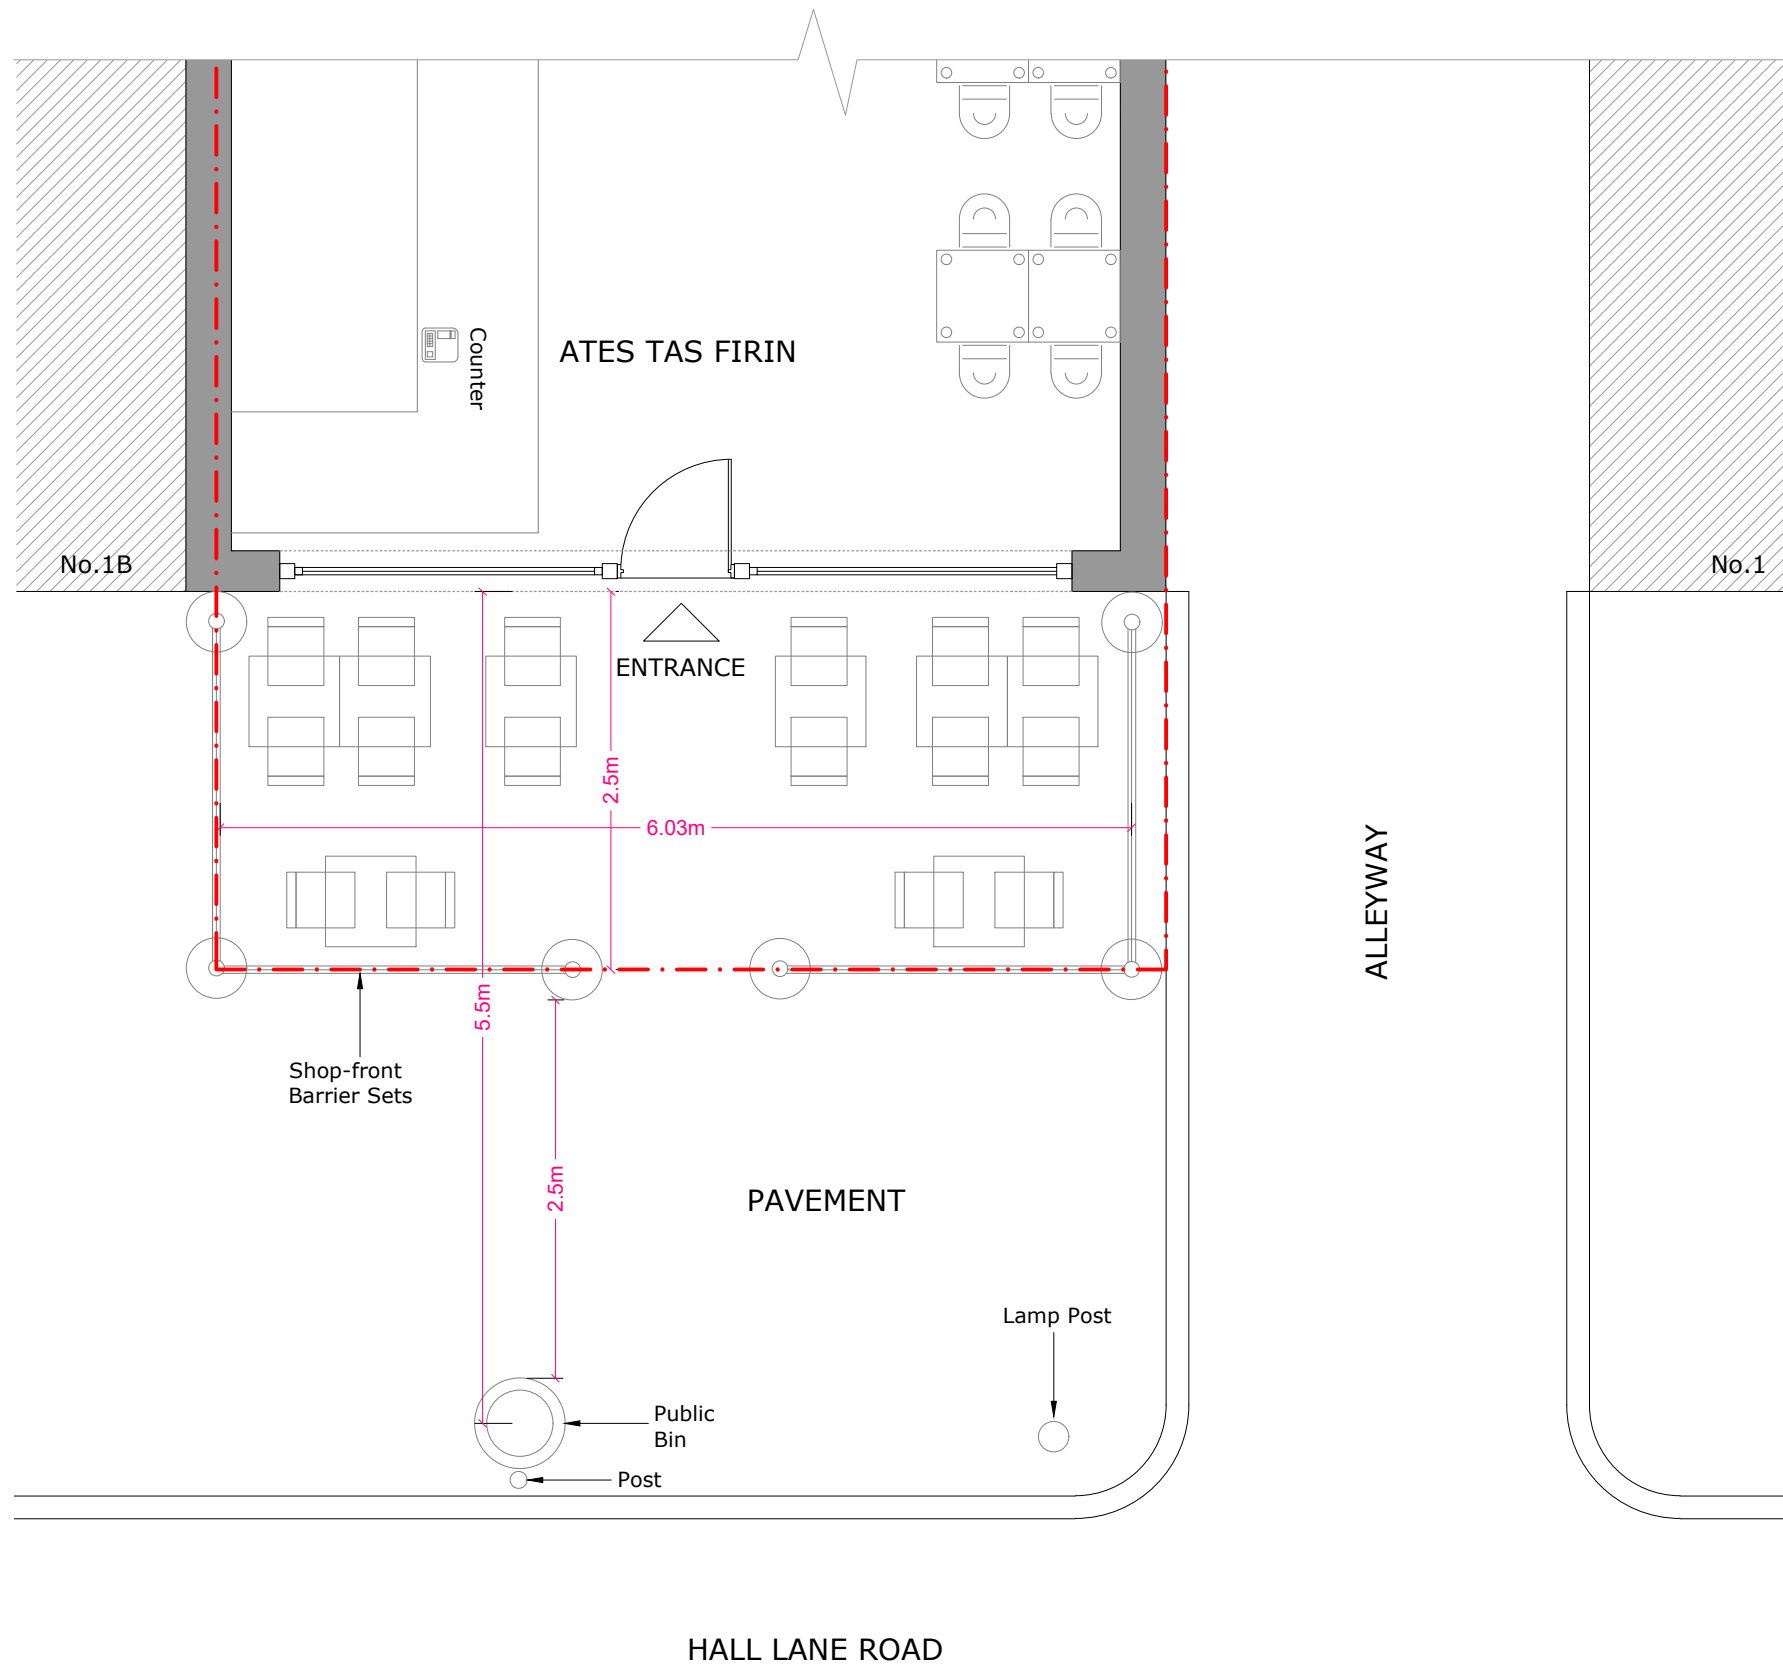 Counter
ATES TAS FIRIN
No.1B
No.1
ENTRANCE
2.5m
6.03m
ALLEYWAY
5.5m
Shop-front
Barrier Sets
2.5m
PAVEMENT
Lamp Post
Public
Bin
Post
HALL LANE ROAD